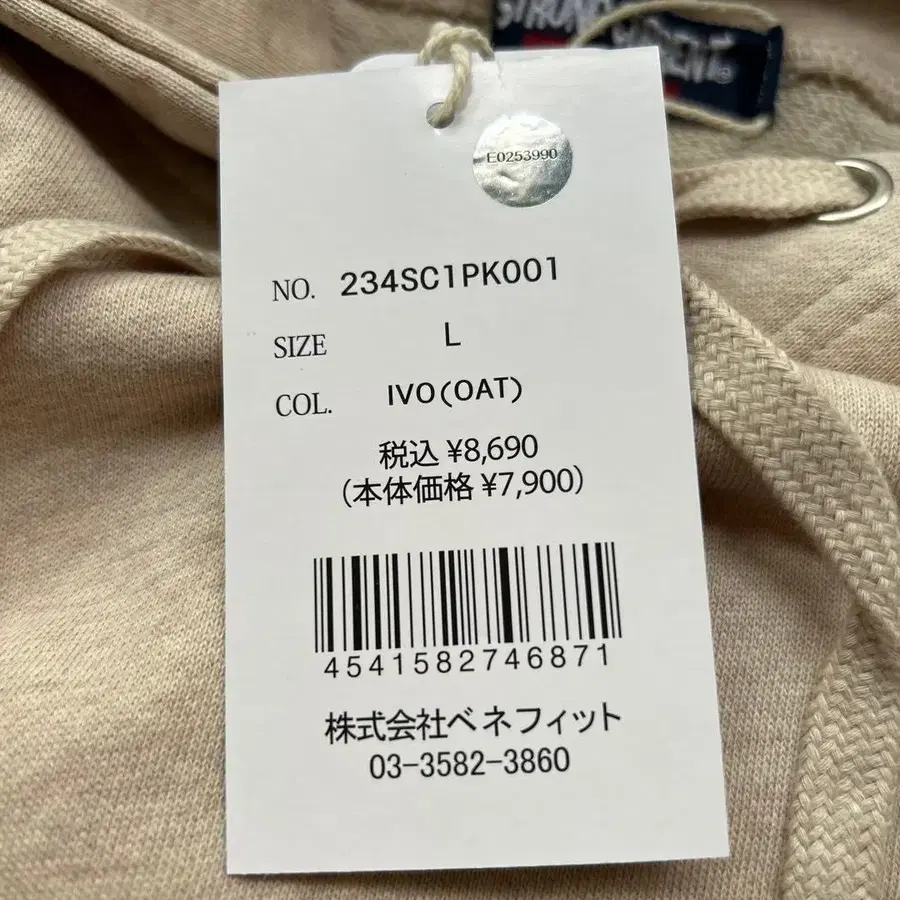 E0253990
NO. 234SC1PK001
SIZE L
COL. IVO(OAT)
税込 ¥8,690
(本体価格 ¥7,900)
4541582746871
株式会社ベネフィット
03-3582-3860